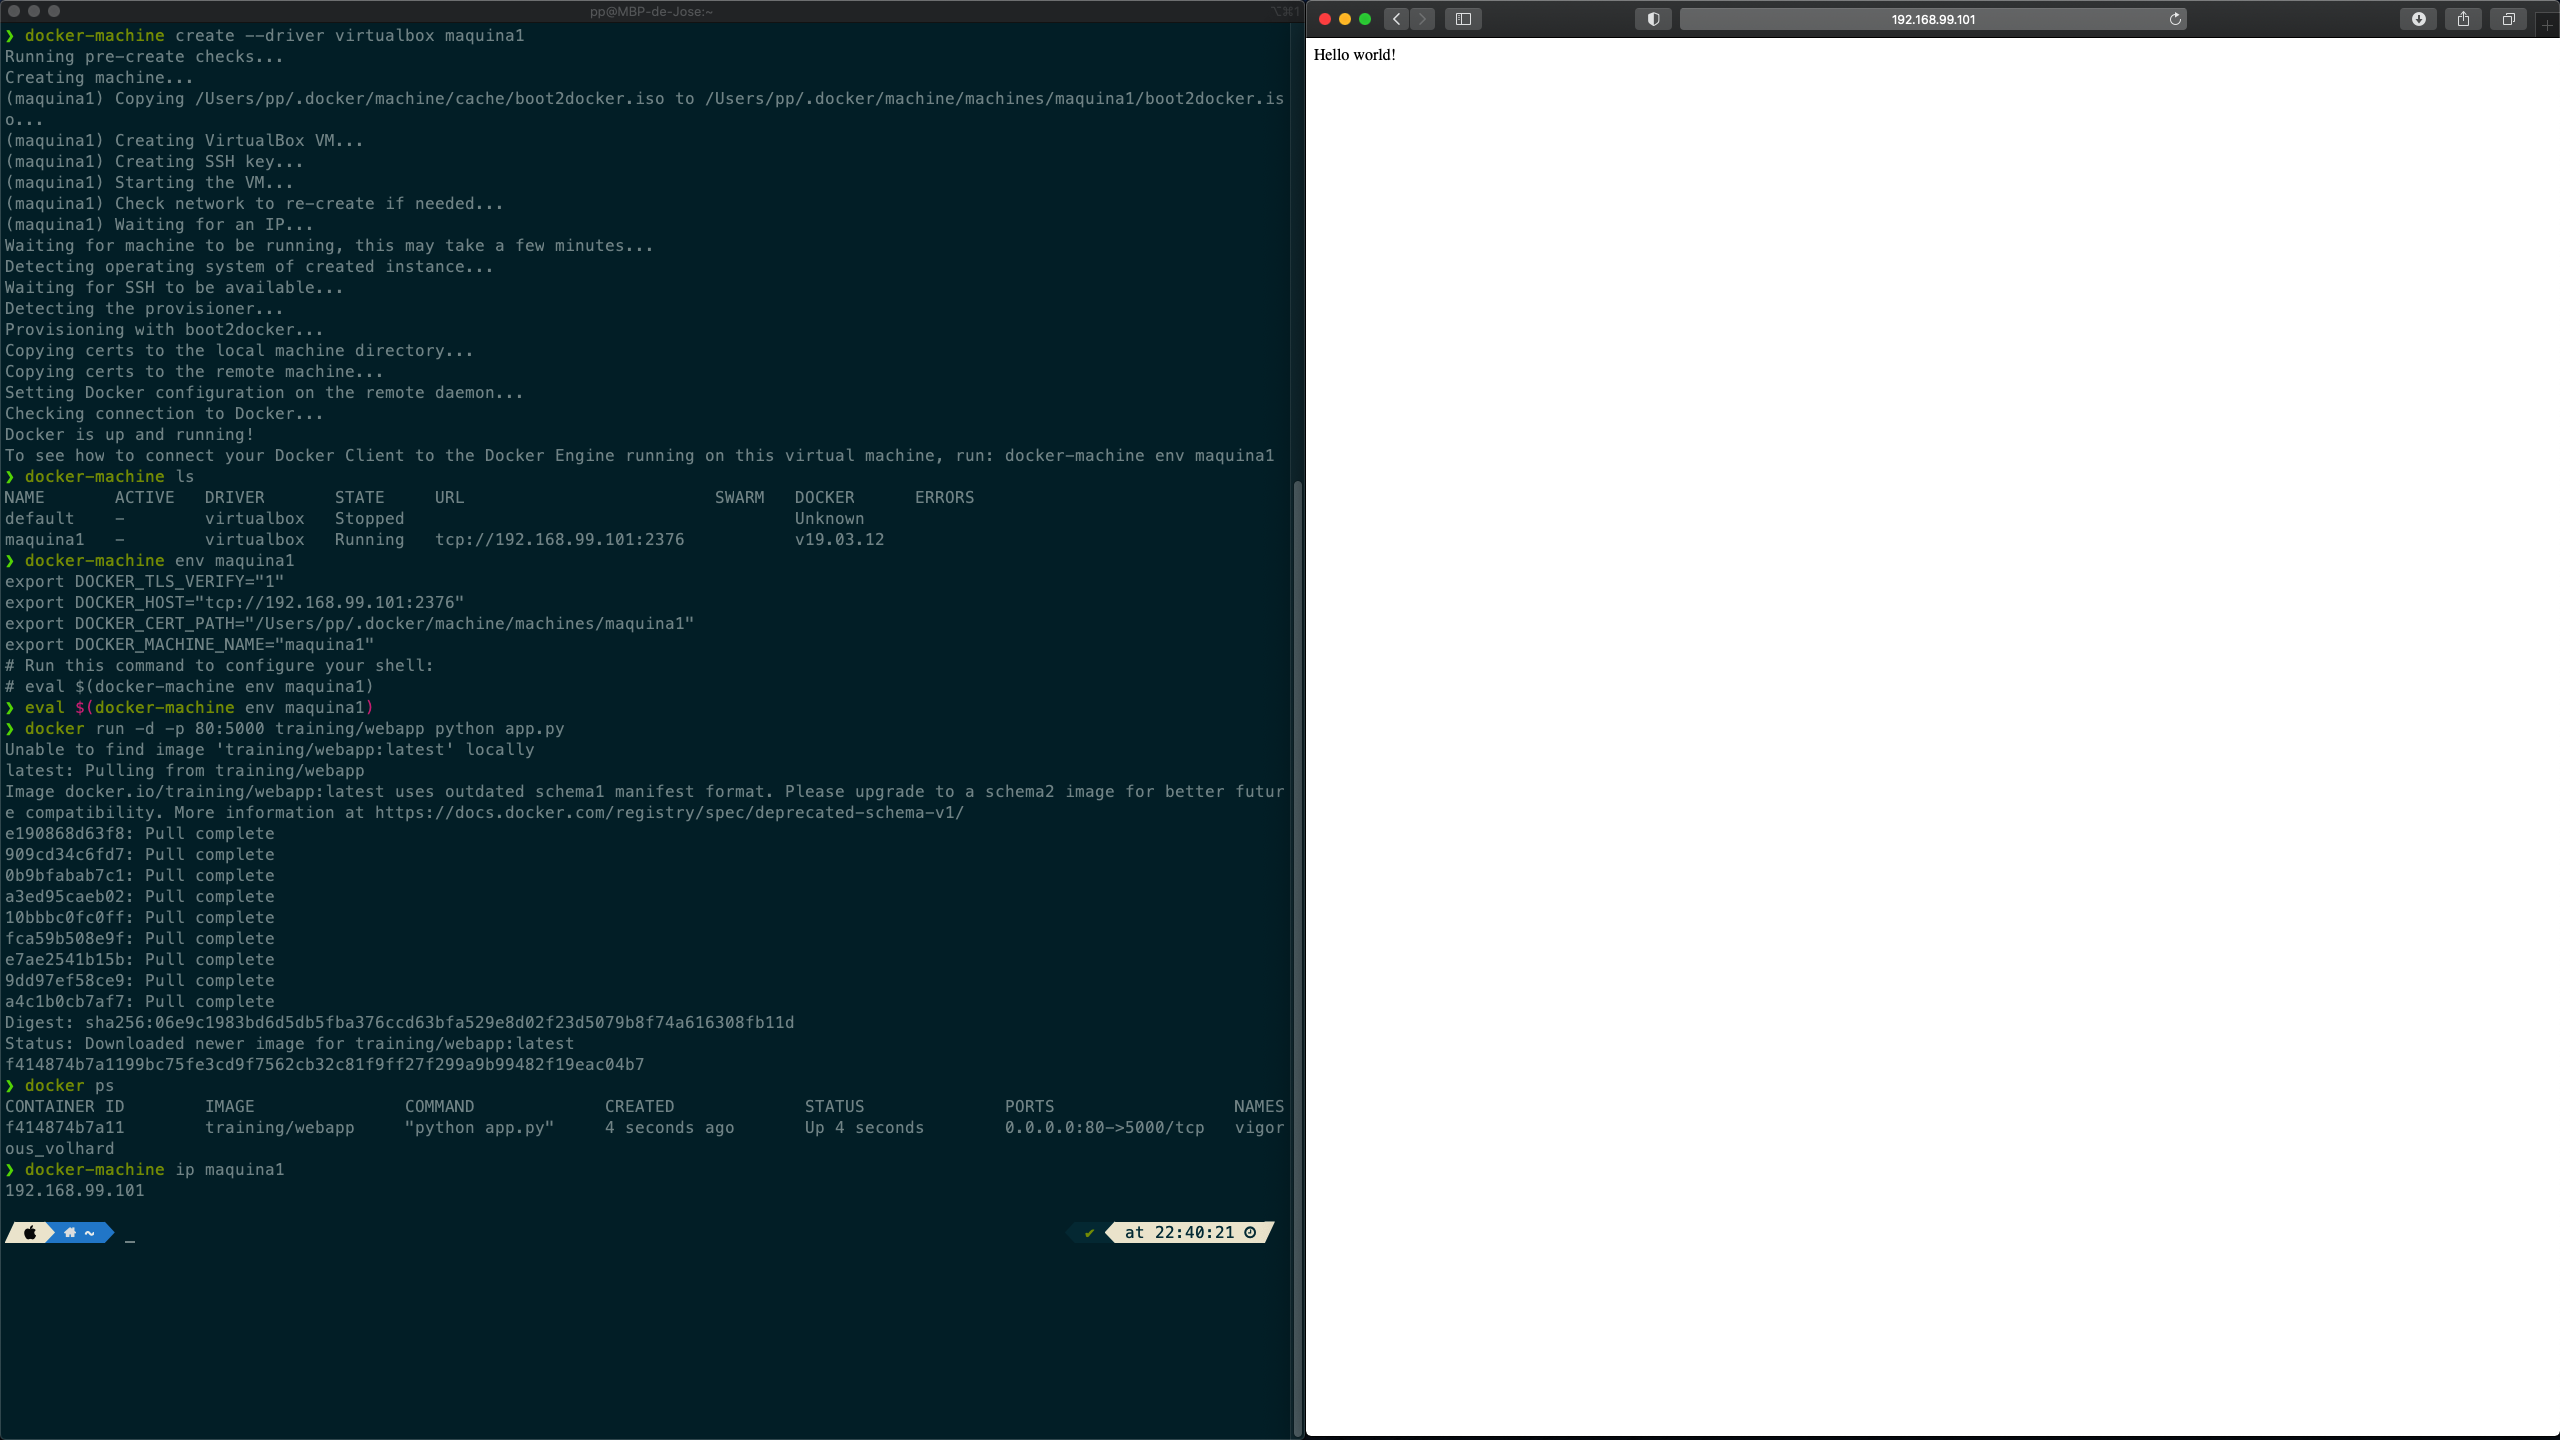 pp@MBP-de-Jose:~
⌥⌘1
❯ docker-machine create --driver virtualbox maquina1
Running pre-create checks...
Creating machine...
(maquina1) Copying /Users/pp/.docker/machine/cache/boot2docker.iso to /Users/pp/.docker/machine/machines/maquina1/boot2docker.is
o...
(maquina1) Creating VirtualBox VM...
(maquina1) Creating SSH key...
(maquina1) Starting the VM...
(maquina1) Check network to re-create if needed...
(maquina1) Waiting for an IP...
Waiting for machine to be running, this may take a few minutes...
Detecting operating system of created instance...
Waiting for SSH to be available...
Detecting the provisioner...
Provisioning with boot2docker...
Copying certs to the local machine directory...
Copying certs to the remote machine...
Setting Docker configuration on the remote daemon...
Checking connection to Docker...
Docker is up and running!
To see how to connect your Docker Client to the Docker Engine running on this virtual machine, run: docker-machine env maquina1
❯ docker-machine ls
NAME       ACTIVE   DRIVER       STATE     URL                         SWARM   DOCKER      ERRORS
default    -        virtualbox   Stopped                                       Unknown
maquina1   -        virtualbox   Running   tcp://192.168.99.101:2376           v19.03.12
❯ docker-machine env maquina1
export DOCKER_TLS_VERIFY="1"
export DOCKER_HOST="tcp://192.168.99.101:2376"
export DOCKER_CERT_PATH="/Users/pp/.docker/machine/machines/maquina1"
export DOCKER_MACHINE_NAME="maquina1"
# Run this command to configure your shell:
# eval $(docker-machine env maquina1)
❯ eval $(docker-machine env maquina1)
❯ docker run -d -p 80:5000 training/webapp python app.py
Unable to find image 'training/webapp:latest' locally
latest: Pulling from training/webapp
Image docker.io/training/webapp:latest uses outdated schema1 manifest format. Please upgrade to a schema2 image for better futur
e compatibility. More information at https://docs.docker.com/registry/spec/deprecated-schema-v1/
e190868d63f8: Pull complete
909cd34c6fd7: Pull complete
0b9bfabab7c1: Pull complete
a3ed95caeb02: Pull complete
10bbbc0fc0ff: Pull complete
fca59b508e9f: Pull complete
e7ae2541b15b: Pull complete
9dd97ef58ce9: Pull complete
a4c1b0cb7af7: Pull complete
Digest: sha256:06e9c1983bd6d5db5fba376ccd63bfa529e8d02f23d5079b8f74a616308fb11d
Status: Downloaded newer image for training/webapp:latest
f414874b7a1199bc75fe3cd9f7562cb32c81f9ff27f299a9b99482f19eac04b7
❯ docker ps
CONTAINER ID        IMAGE               COMMAND             CREATED             STATUS              PORTS                  NAMES
f414874b7a11        training/webapp     "python app.py"     4 seconds ago       Up 4 seconds        0.0.0.0:80->5000/tcp   vigor
ous_volhard
❯ docker-machine ip maquina1
192.168.99.101
~ _
✔ at 22:40:21
192.168.99.101
Hello world!